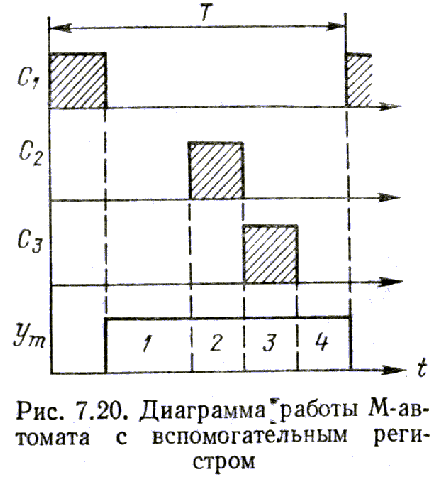 T
C1
C2
C3
Ym 1 2 3 4
t
Рис. 7.20. Диаграмма работы М-ав-
томата с вспомогательным реги-
стром